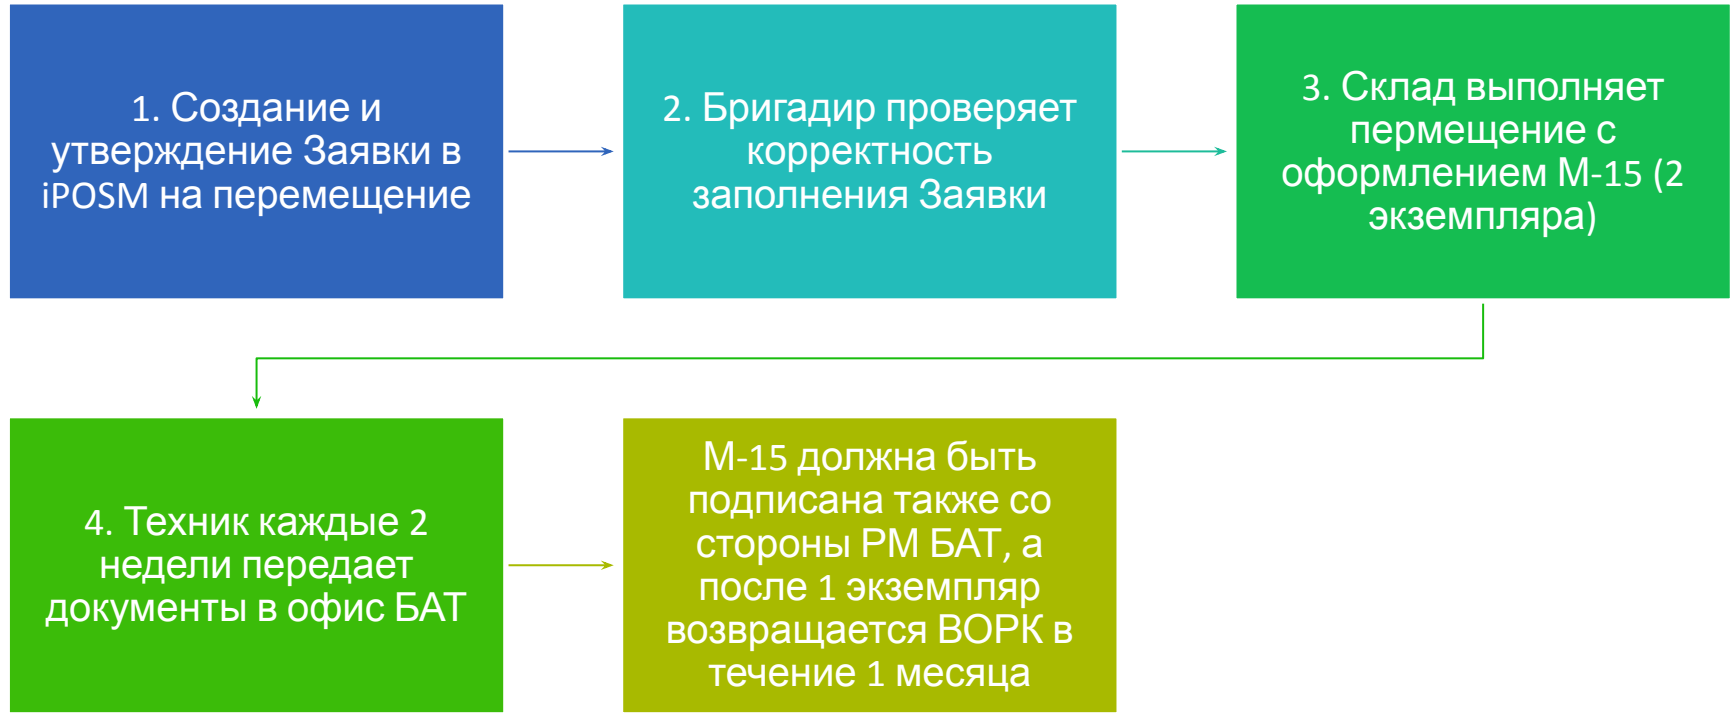 1. Создание и
утверждение Заявки в
iPOSM на перемещение
2. Бригадир проверяет
корректность
заполнения Заявки
3. Склад выполняет
пермещение с
оформлением М-15 (2
экземпляра)
4. Техник каждые 2
недели передает
документы в офис БАТ
М-15 должна быть
подписана также со
стороны РМ БАТ, а
после 1 экземпляр
возвращается ВОРК в
течение 1 месяца